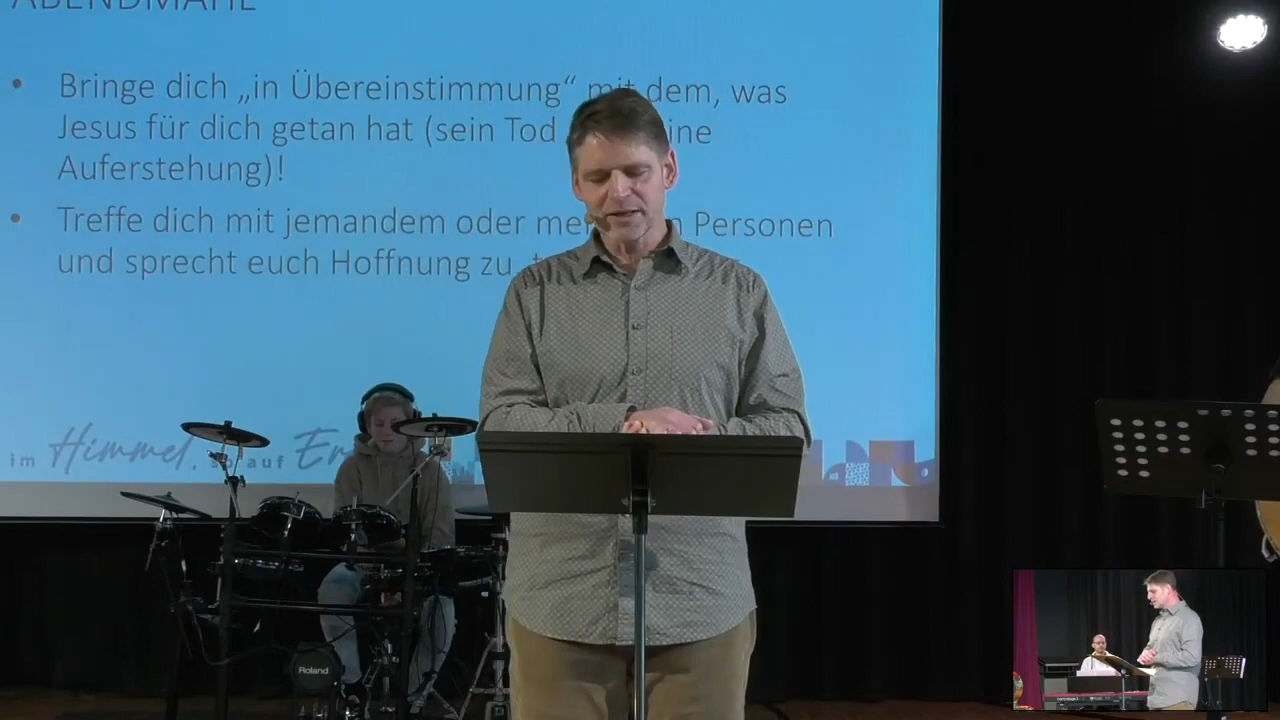 ABENDMAHL
• Bringe dich „in Übereinstimmung“ mit dem, was
Jesus für dich getan hat (sein Tod
Auferstehung)!
• Treffe dich mit jemandem oder Personen
und sprecht euch Hoffnung zu,
im Himmel, so auf
Roland